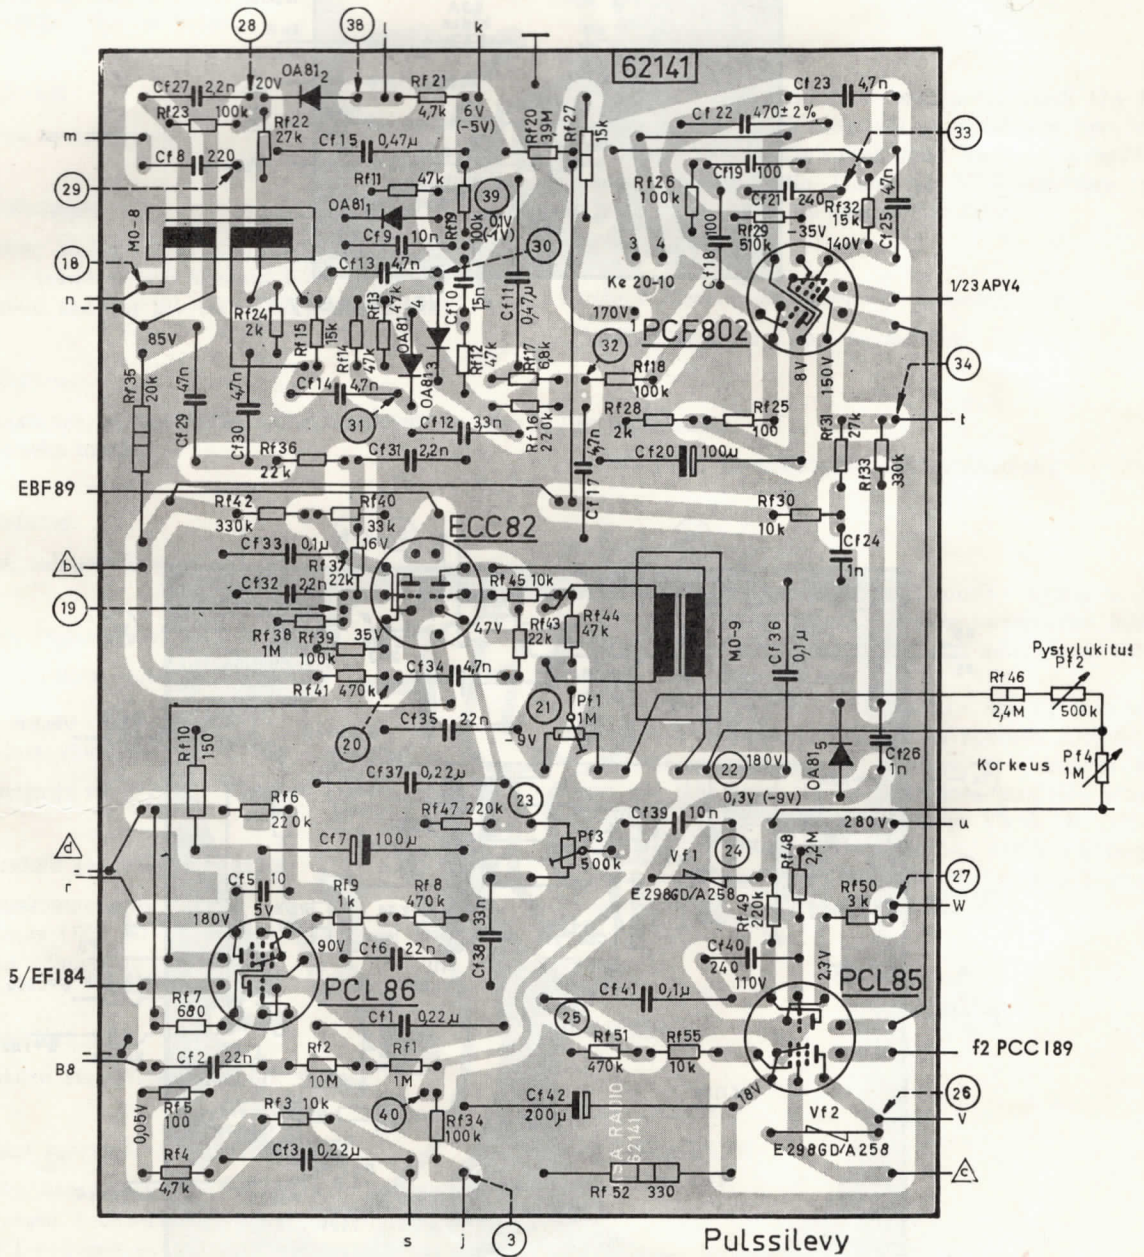 28
38
l
k
62141
Cf27 2,2n
20V
OA81₂
Rf21
4,7k
6V
(-5V)
Rf23
100k
Rf22
27k
Rf20
3,9M
Rf27
15k
Cf23 4,7n
Cf22 470±2%
33
m
Cf8 220
Cf15 0,47µ
29
Rf11 47k
39
OA81₁
Rf19
100k
0,1V
(-1V)
Cf9 10n
30
Rf26
100k
Cf19 100
Cf21 240
Rf29
510k
-35V
Rf32
15k
4,7n
Cf25
140V
Cf18 100
M0-8
18
n
Cf13 4,7n
Cf10
15n
Cf11
0,47µ
3 4
Ke 20-10
170V
1
PCF802
1/23 APY4
85V
Rf24
2k
Rf15
15k
Rf14
47k
Rf13
47k
OA81 4
OA81 3
Rf12
47k
Rf17
6,8k
32
Rf18
100k
8V
150V
34
Rf35
20k
47n
Cf29
4,7n
Cf30
Cf14 4,7n
31
Cf12 3,3n
Rf16
220k
Rf28
2k
Rf25
100
t
Rf31
27k
Rf33
330k
Rf36
22k
Cf31 2,2n
4,7n
Cf17
Cf20 100µ
EBF89
Rf42
330k
Rf40
33k
ECC82
Rf30
10k
Cf24
1n
16V
Cf33 0,1µ
Rf37
22k
b
Cf32 2,2n
Rf45 10k
19
Rf38
1M
Rf39
100k
35V
47V
Rf43
22k
Rf44
47k
M0-9
Cf36
0,1µ
Rf41 470k
Cf34 4,7n
Pystylukitus
Pf2
Rf46
2,4M
500k
21
Pf1
1M
-9V
Rf10
150
20
Cf35 22n
22
180V
OA81 5
Cf26
1n
Korkeus
Pf4
1M
Cf37 0,22µ
0,3V (-9V)
Rf6
220k
Rf47 220k
23
Cf39 10n
280V
u
d
Cf7 100µ
Pf3
500k
24
Vf1
E298GD/A258
Rf48
2,2M
r
Cf5 10
5V
Rf9
1k
Rf8
470k
33n
Cf38
Rf49
220k
Rf50
3k
27
w
180V
90V
Cf6 22n
Cf40
240
110V
2,3V
5/EF184
PCL86
PCL85
Rf7
680
Cf1 0,22µ
Cf41 0,1µ
25
B8
Cf2 22n
Rf2
10M
Rf1
1M
Rf51
470k
Rf55
10k
f2 PCC189
0,05V
Rf5
100
Rf3 10k
40
Rf34
100k
Cf42
200µ
18V
26
Vf2
v
E298GD/A258
SA RADIO
62141
Rf4
4,7k
Cf3 0,22µ
Rf52 330
c
s
j
3
Pulssilevy